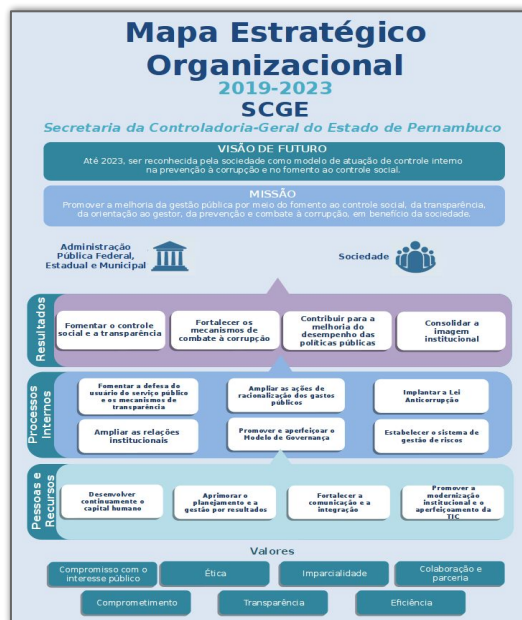 Mapa Estratégico
Organizacional
2019-2023
SCGE
Secretaria da Controladoria-Geral do Estado de Pernambuco
VISÃO DE FUTURO
Até 2023, ser reconhecida pela sociedade como modelo de atuação de controle interno
na prevenção à corrupção e no fomento ao controle social.
MISSÃO
Promover a melhoria da gestão pública por meio do fomento ao controle social, da transparência,
da orientação ao gestor, da prevenção e combate à corrupção, em benefício da sociedade.
Administração
Pública Federal,
Estadual e Municipal
Sociedade
Resultados
Fomentar o controle
social e a transparência
Fortalecer os
mecanismos de
combate à corrupção
Contribuir para a
melhoria do
desempenho das
políticas públicas
Consolidar a
imagem
institucional
Processos
Internos
Fomentar a defesa do
usuário do serviço público
e os mecanismos de
transparência
Ampliar as ações de
racionalização dos gastos
públicos
Implantar a Lei
Anticorrupção
Ampliar as relações
institucionais
Promover e aperfeiçoar o
Modelo de Governança
Estabelecer o sistema de
gestão de riscos
Pessoas e
Recursos
Desenvolver
continuamente o
capital humano
Aprimorar o
planejamento e a
gestão por resultados
Fortalecer a
comunicação e a
integração
Promover a
modernização
institucional e o
aperfeiçoamento da
TIC
Valores
Compromisso com o
interesse público
Ética
Imparcialidade
Colaboração e
parceria
Comprometimento
Transparência
Eficiência